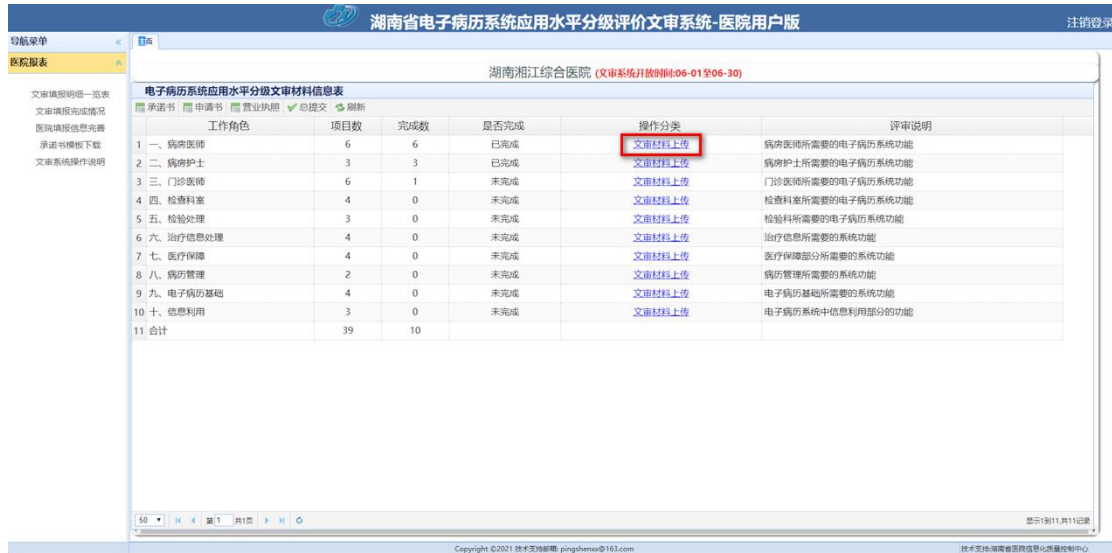 湖南省电子病历系统应用水平分级评价文审系统-医院用户版
注销登录
导航菜单 «
首页
医院报表
文审填报明细一览表
文审填报完成情况
医院填报信息完善
承诺书模板下载
文审系统操作说明
湖南湘江综合医院 (文审系统开放时间:06-01至06-30)
电子病历系统应用水平分级文审材料信息表
承诺书 申请书 营业执照 总提交 刷新
工作角色 项目数 完成数 是否完成 操作分类 评审说明
1 一、病房医师 6 6 已完成 文审材料上传 病房医师所需要的电子病历系统功能
2 二、病房护士 3 3 已完成 文审材料上传 病房护士所需要的电子病历系统功能
3 三、门诊医师 6 1 未完成 文审材料上传 门诊医师所需要的电子病历系统功能
4 四、检查科室 4 0 未完成 文审材料上传 检查科室所需要的电子病历系统功能
5 五、检验处理 3 0 未完成 文审材料上传 检验科所需要的电子病历系统功能
6 六、治疗信息处理 4 0 未完成 文审材料上传 治疗信息所需要的系统功能
7 七、医疗保障 4 0 未完成 文审材料上传 医疗保障部分所需要的系统功能
8 八、病历管理 2 0 未完成 文审材料上传 病历管理所需要的系统功能
9 九、电子病历基础 4 0 未完成 文审材料上传 电子病历基础所需要的系统功能
10 十、信息利用 3 0 未完成 文审材料上传 电子病历系统中信息利用部分的功能
11 合计 39 10
50 第 1 共1页 显示1到11,共11记录
Copyright ©2021 技术支持邮箱: pingshenxx@163.com 技术支持:湖南省医院信息化质量控制中心